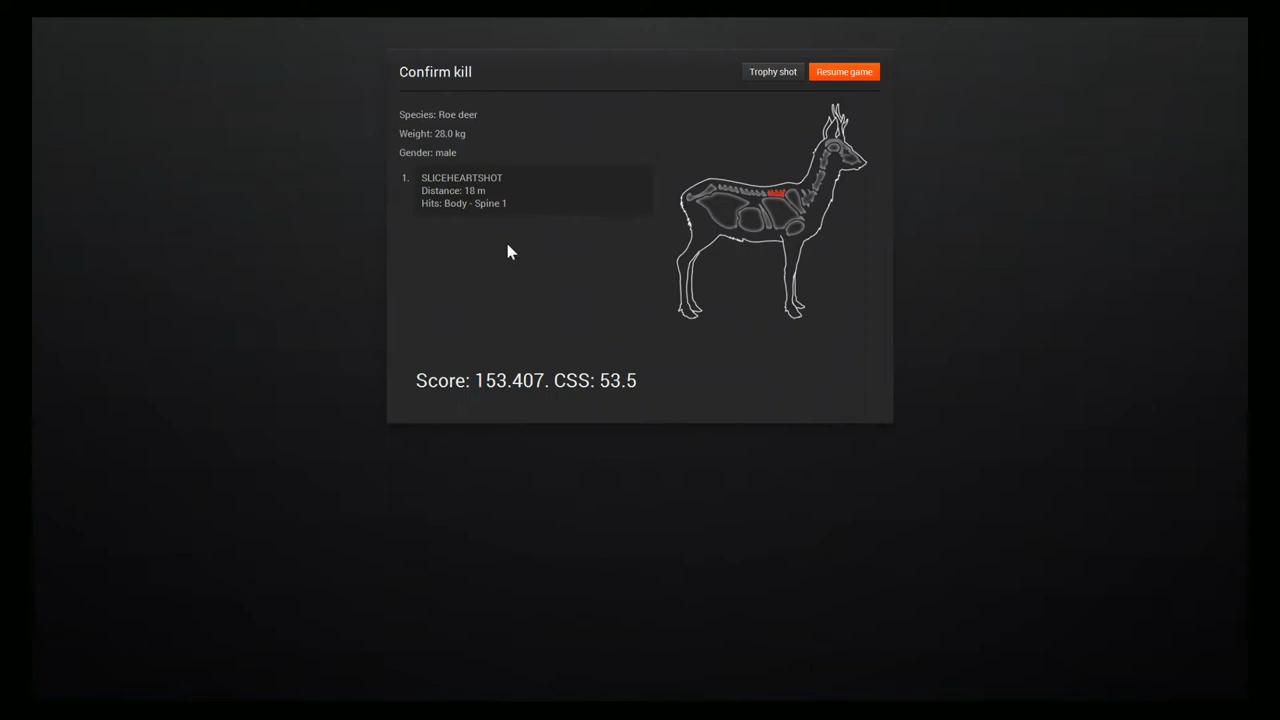 Confirm kill
Trophy shot
Resume game
Species: Roe deer
Weight: 28.0 kg
Gender: male
1. SLICEHEARTSHOT
Distance: 18 m
Hits: Body - Spine 1
Score: 153.407. CSS: 53.5